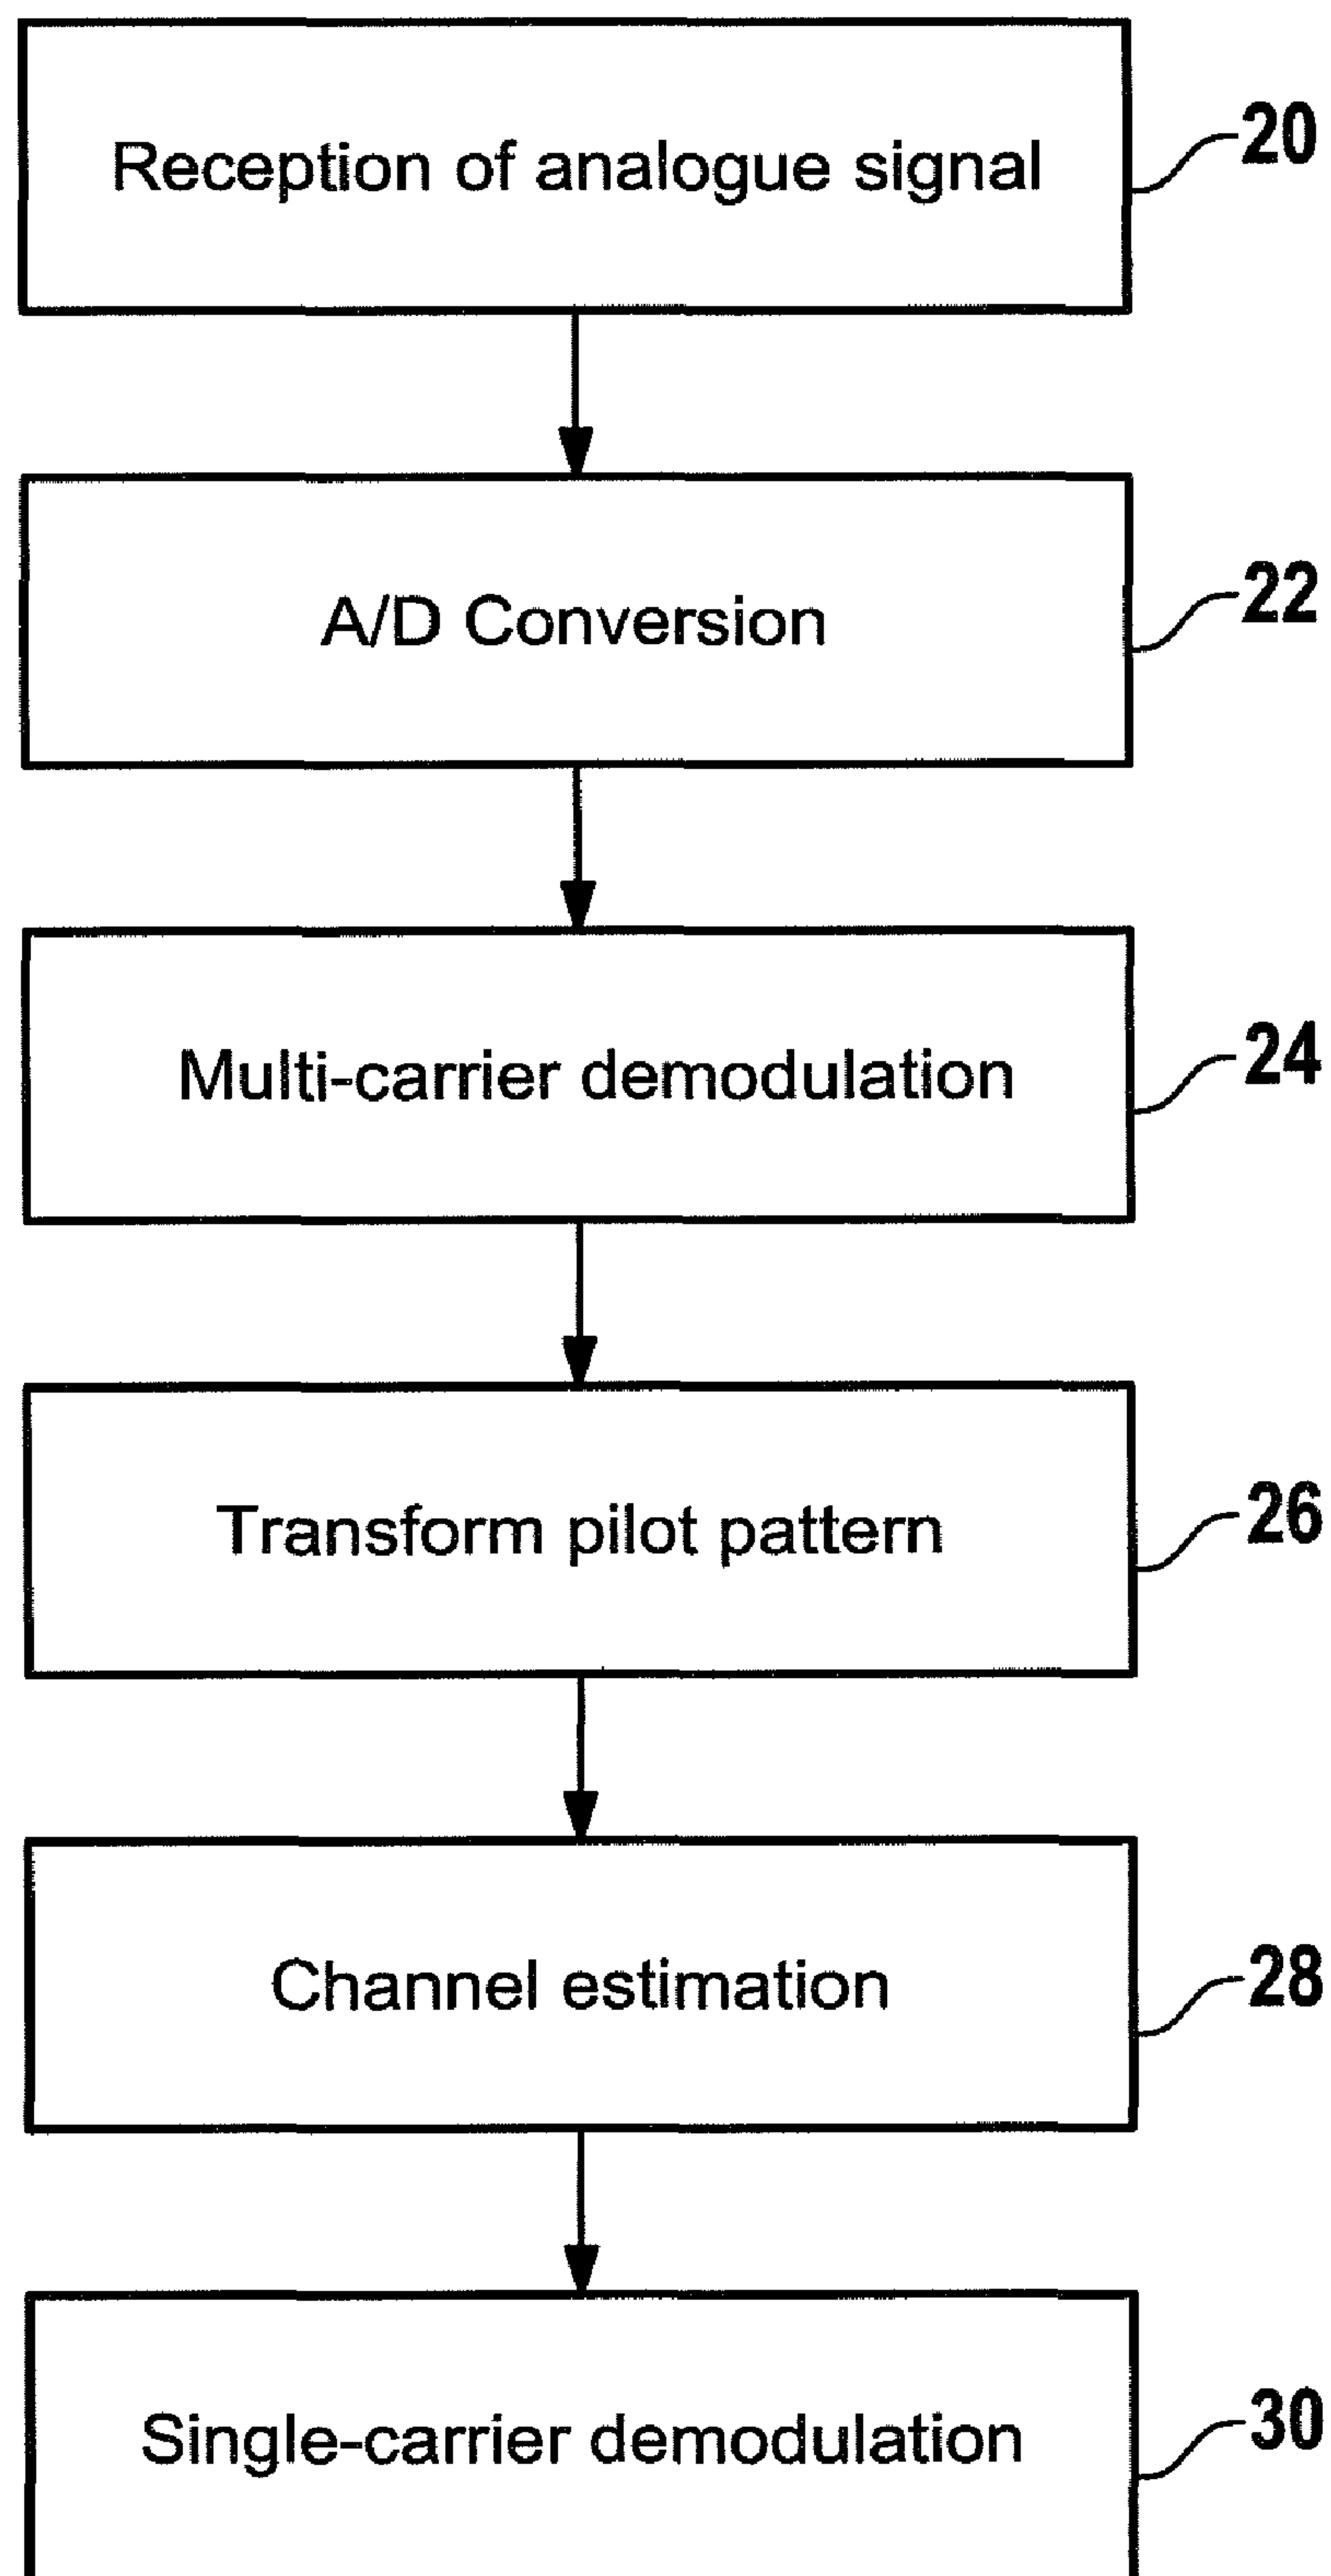 Reception of analogue signal
20
A/D Conversion
22
Multi-carrier demodulation
24
Transform pilot pattern
26
Channel estimation
28
Single-carrier demodulation
30